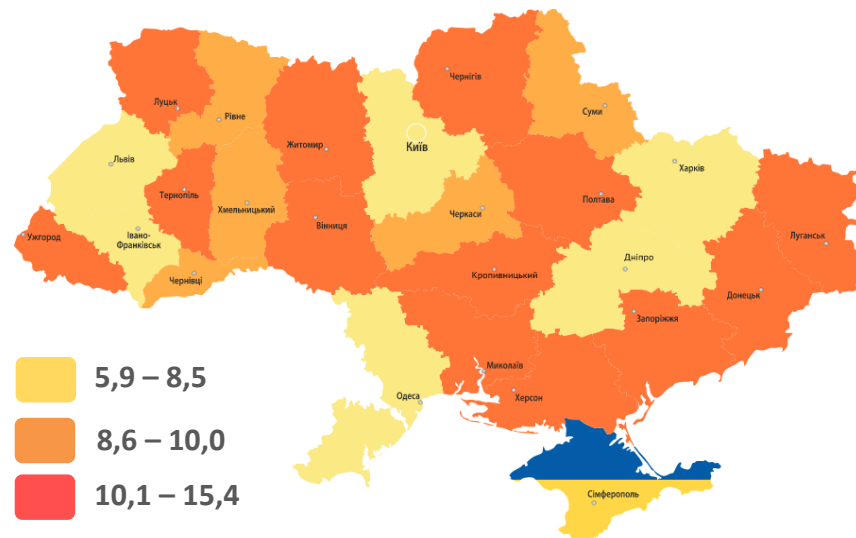 Чернігів
Луцьк
Рівне
Суми
Житомир
Київ
Львів
Харків
Тернопіль
Хмельницький
Черкаси
Полтава
Вінниця
Івано-
Франківськ
Ужгород
Луганськ
Дніпро
Чернівці
Кропивницький
Донецьк
Запоріжжя
Миколаїв
Херсон
Одеса
Сімферополь
5,9 – 8,5
8,6 – 10,0
10,1 – 15,4